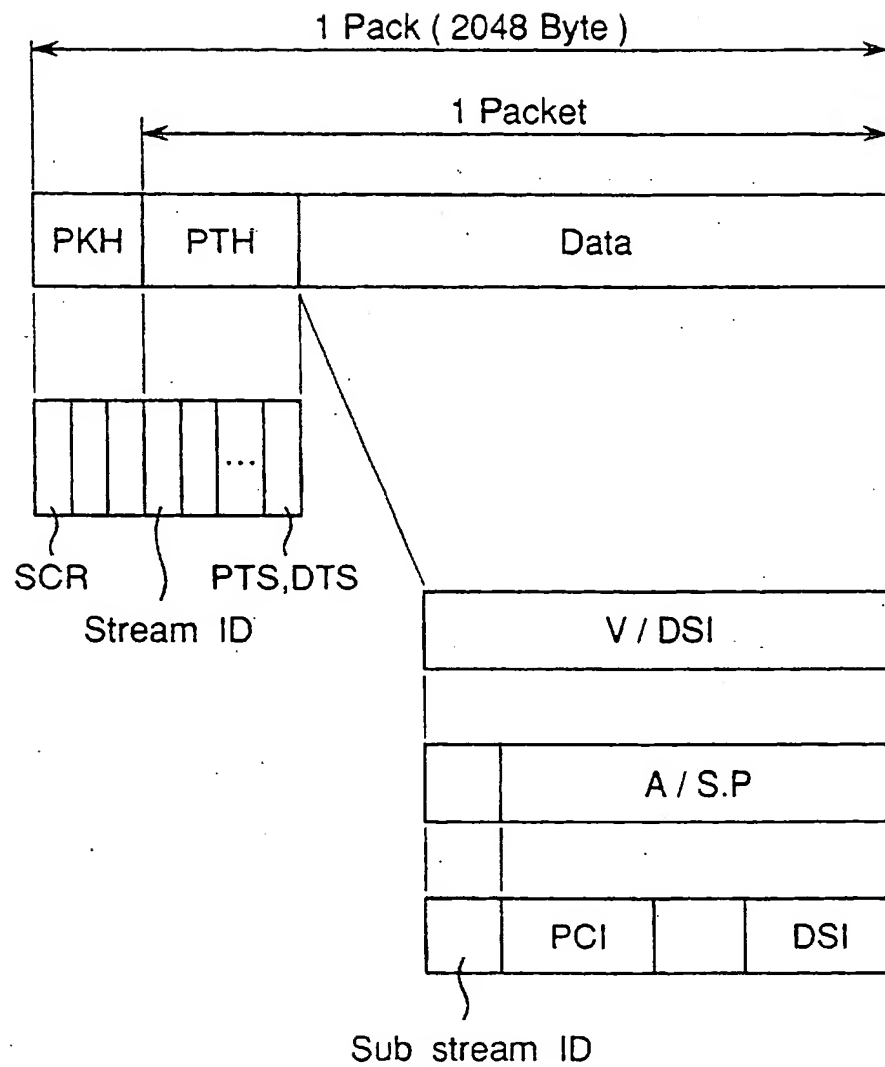 1 Pack ( 2048 Byte )
1 Packet
PKH PTH Data
...
SCR PTS,DTS
Stream ID
V / DSI
A / S.P
PCI DSI
Sub stream ID